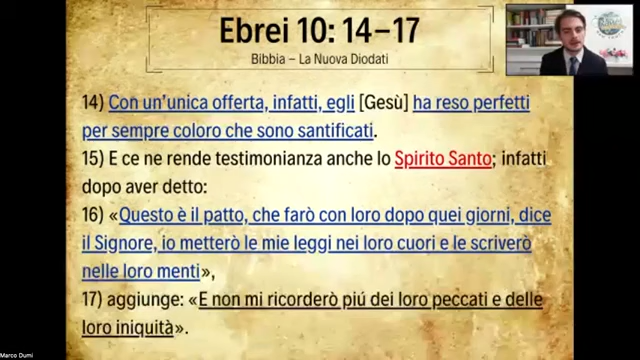 Ebrei 10: 14–17
Bibbia – La Nuova Diodati
14) Con un'unica offerta, infatti, egli [Gesù] ha reso perfetti
per sempre coloro che sono santificati.
15) E ce ne rende testimonianza anche lo Spirito Santo; infatti
dopo aver detto:
16) «Questo è il patto, che farò con loro dopo quei giorni, dice
il Signore, io metterò le mie leggi nei loro cuori e le scriverò
nelle loro menti»,
17) aggiunge: «E non mi ricorderò piú dei loro peccati e delle
loro iniquità».
Marco Dumi